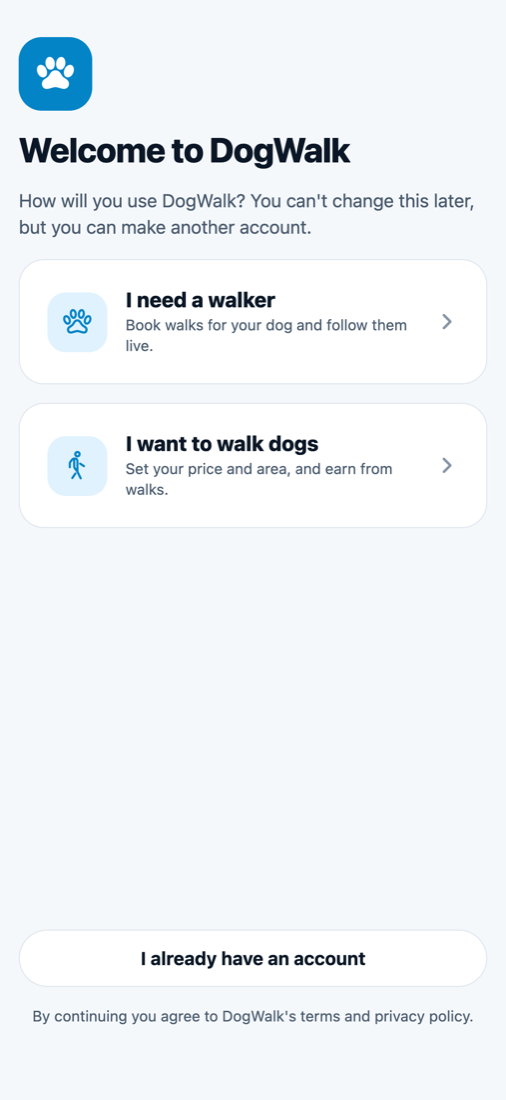 Welcome to DogWalk
How will you use DogWalk? You can't change this later,
but you can make another account.
I need a walker
Book walks for your dog and follow them
live.
I want to walk dogs
Set your price and area, and earn from
walks.
I already have an account
By continuing you agree to DogWalk's terms and privacy policy.